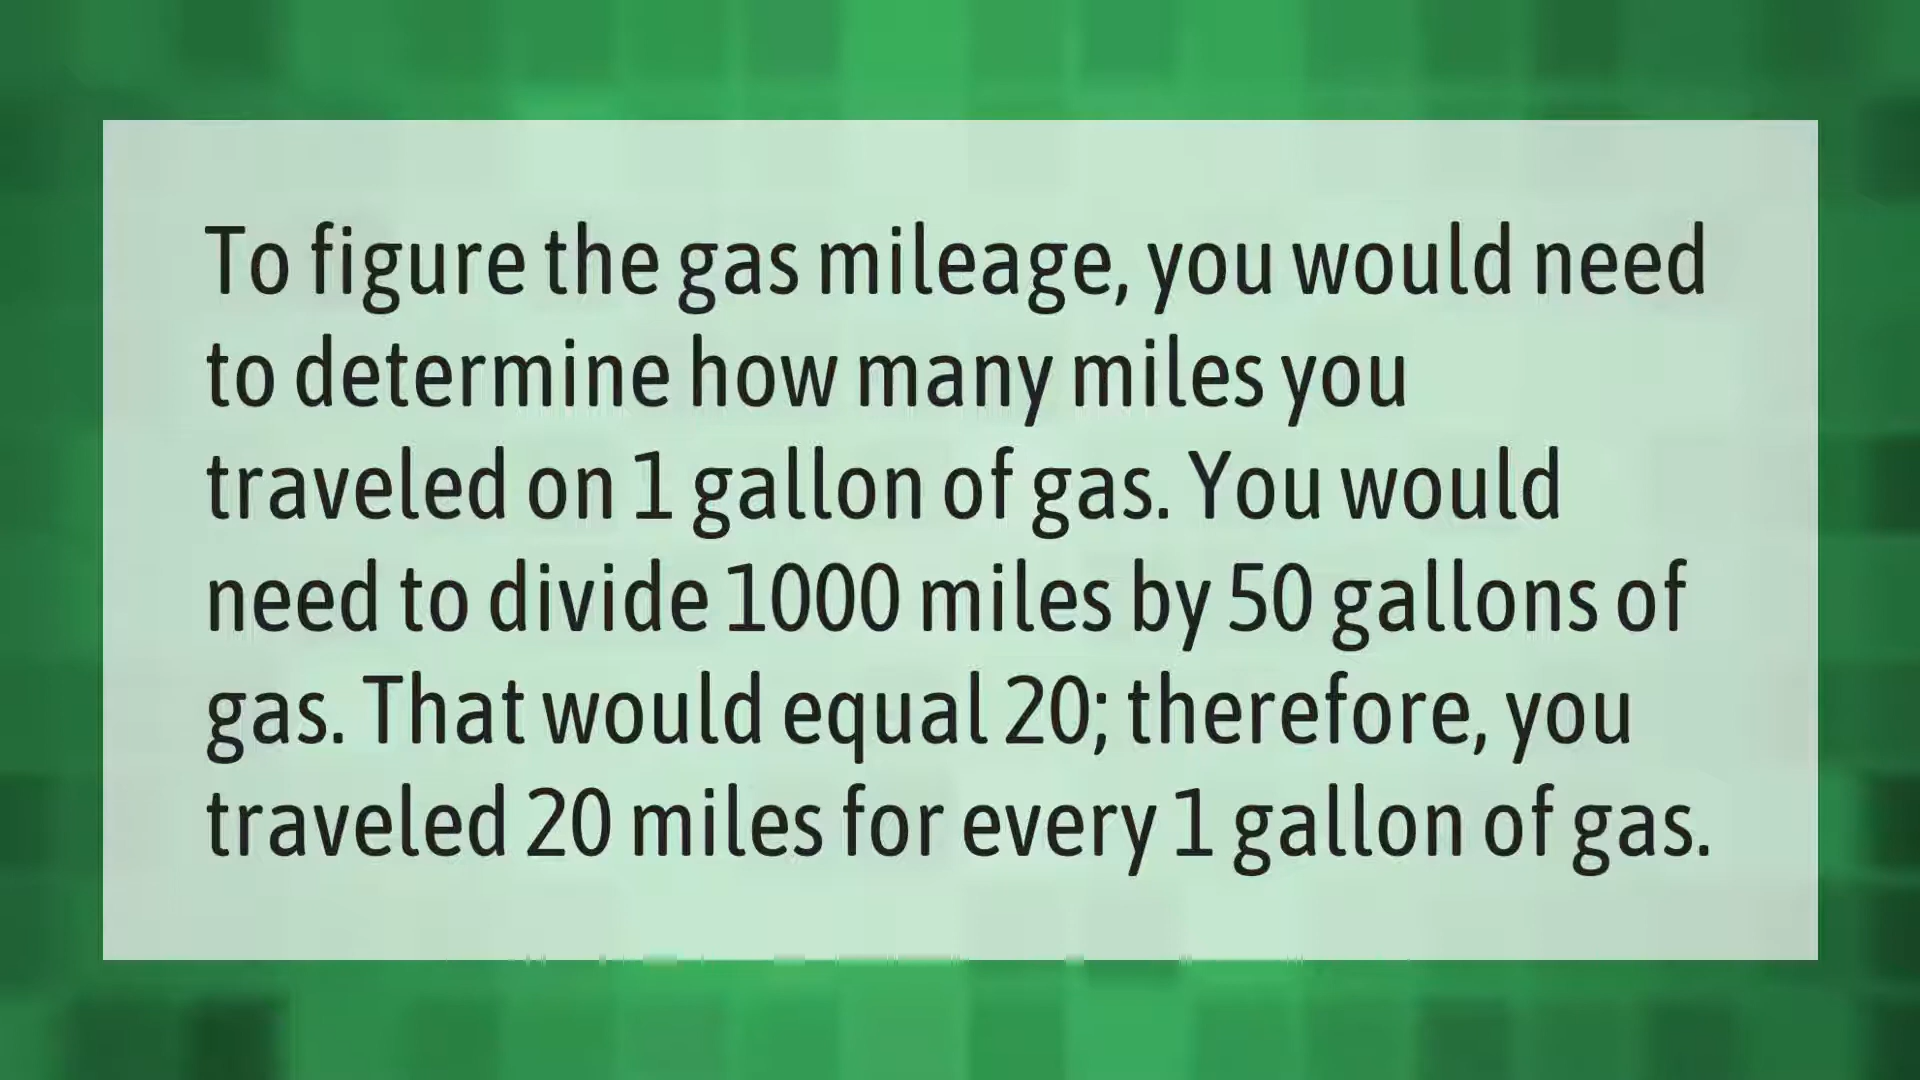 To figure the gas mileage, you would need
to determine how many miles you
traveled on 1 gallon of gas. You would
need to divide 1000 miles by 50 gallons of
gas. That would equal 20; therefore, you
traveled 20 miles for every 1 gallon of gas.